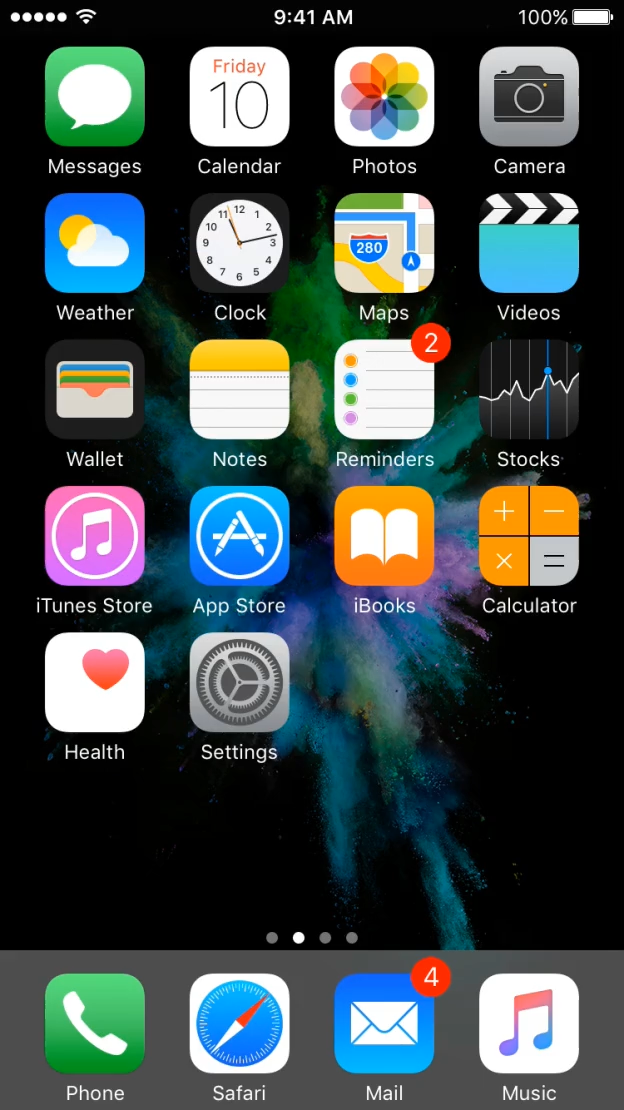 9:41 AM 100%
Friday
10
Messages Calendar Photos Camera
12
11 1
10 2
9 3
8 4
7 5
6
280
Weather Clock Maps Videos
2
Wallet Notes Reminders Stocks
iTunes Store App Store iBooks Calculator
Health Settings
4
Phone Safari Mail Music